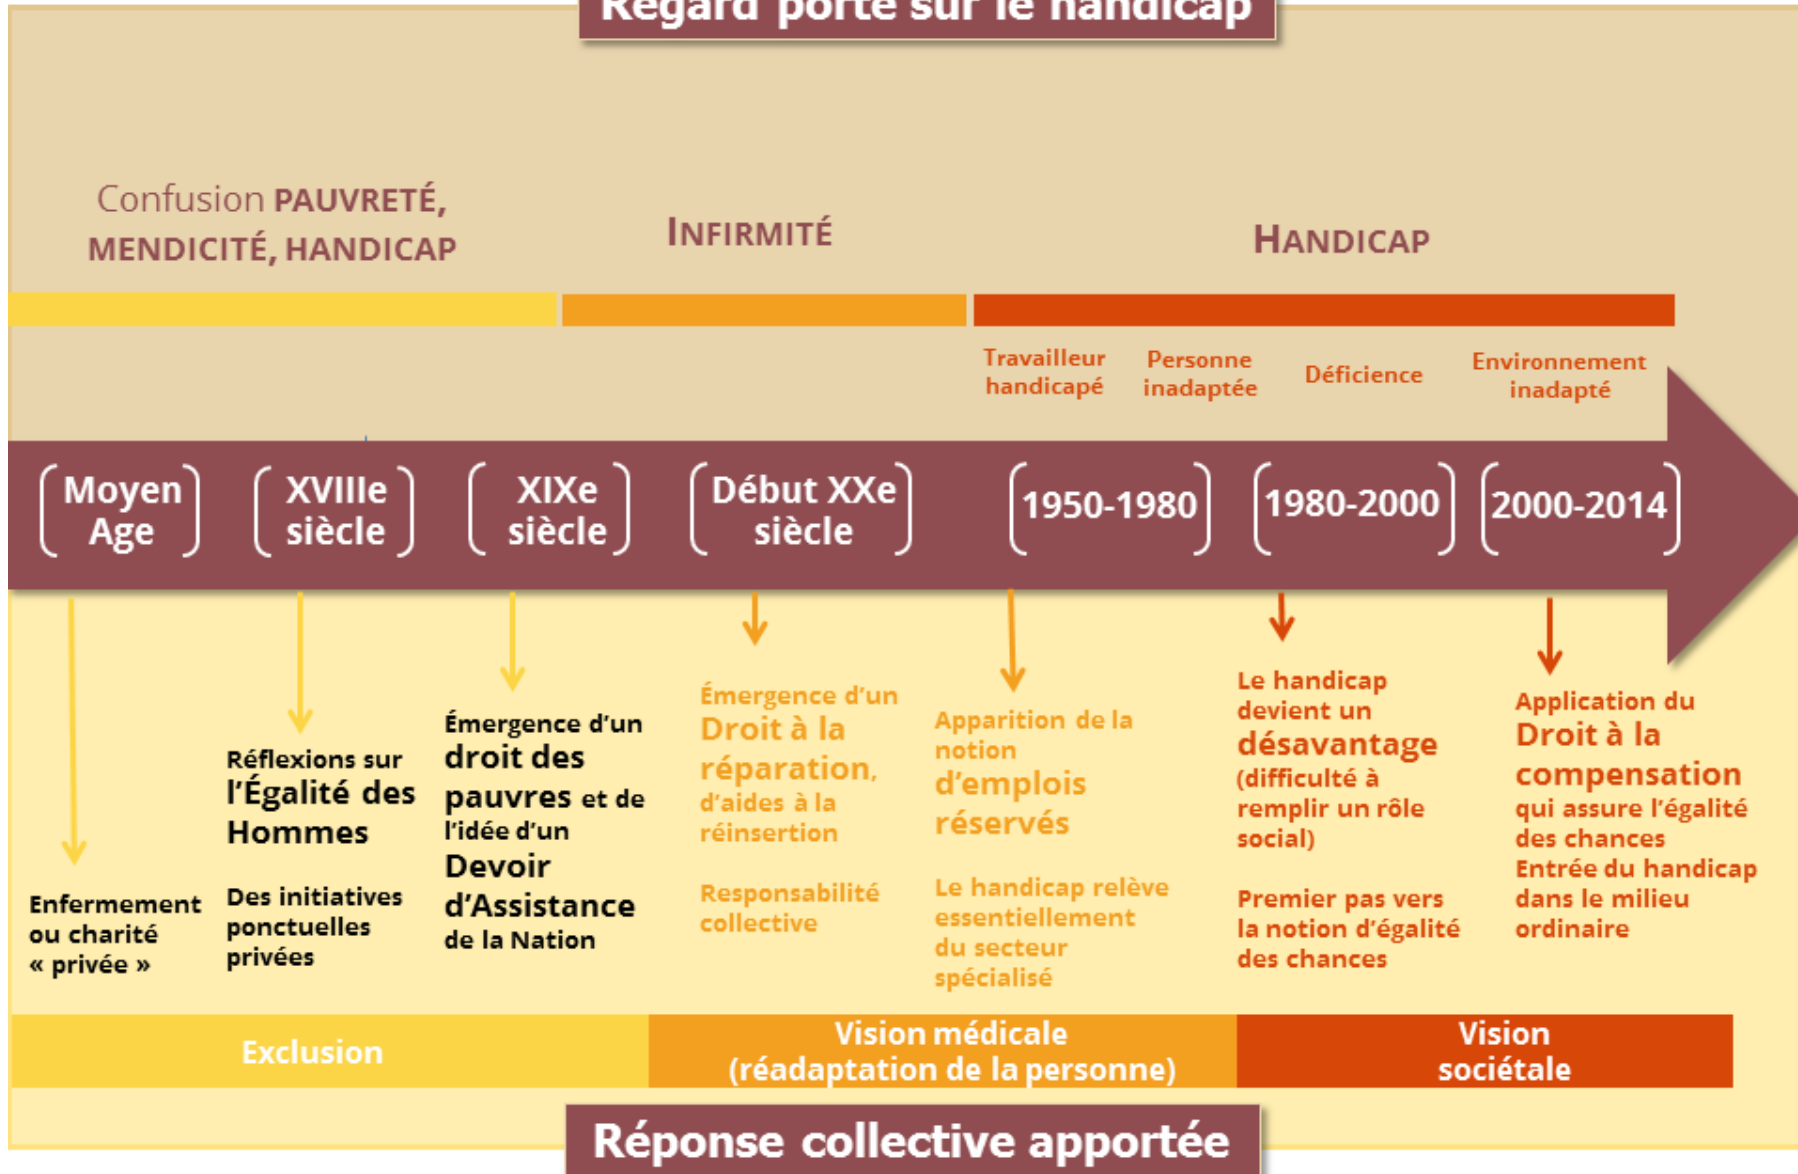 Regard porté sur le handicap
Confusion PAUVRETÉ,
MENDICITÉ, HANDICAP
INFIRMITÉ
HANDICAP
Travailleur
handicapé
Personne
inadaptée
Déficience
Environnement
inadapté
Moyen
Age
XVIIIe
siècle
XIXe
siècle
Début XXe
siècle
1950-1980
1980-2000
2000-2014
Enfermement
ou charité
« privée »
Réflexions sur
l’Égalité des
Hommes
Des initiatives
ponctuelles
privées
Émergence d’un
droit des
pauvres et de
l’idée d’un
Devoir
d’Assistance
de la Nation
Émergence d’un
Droit à la
réparation,
d’aides à la
réinsertion
Responsabilité
collective
Apparition de la
notion
d’emplois
réservés
Le handicap relève
essentiellement
du secteur
spécialisé
Le handicap
devient un
désavantage
(difficulté à
remplir un rôle
social)
Premier pas vers
la notion d’égalité
des chances
Application du
Droit à la
compensation
qui assure l’égalité
des chances
Entrée du handicap
dans le milieu
ordinaire
Exclusion
Vision médicale
(réadaptation de la personne)
Vision
sociétale
Réponse collective apportée